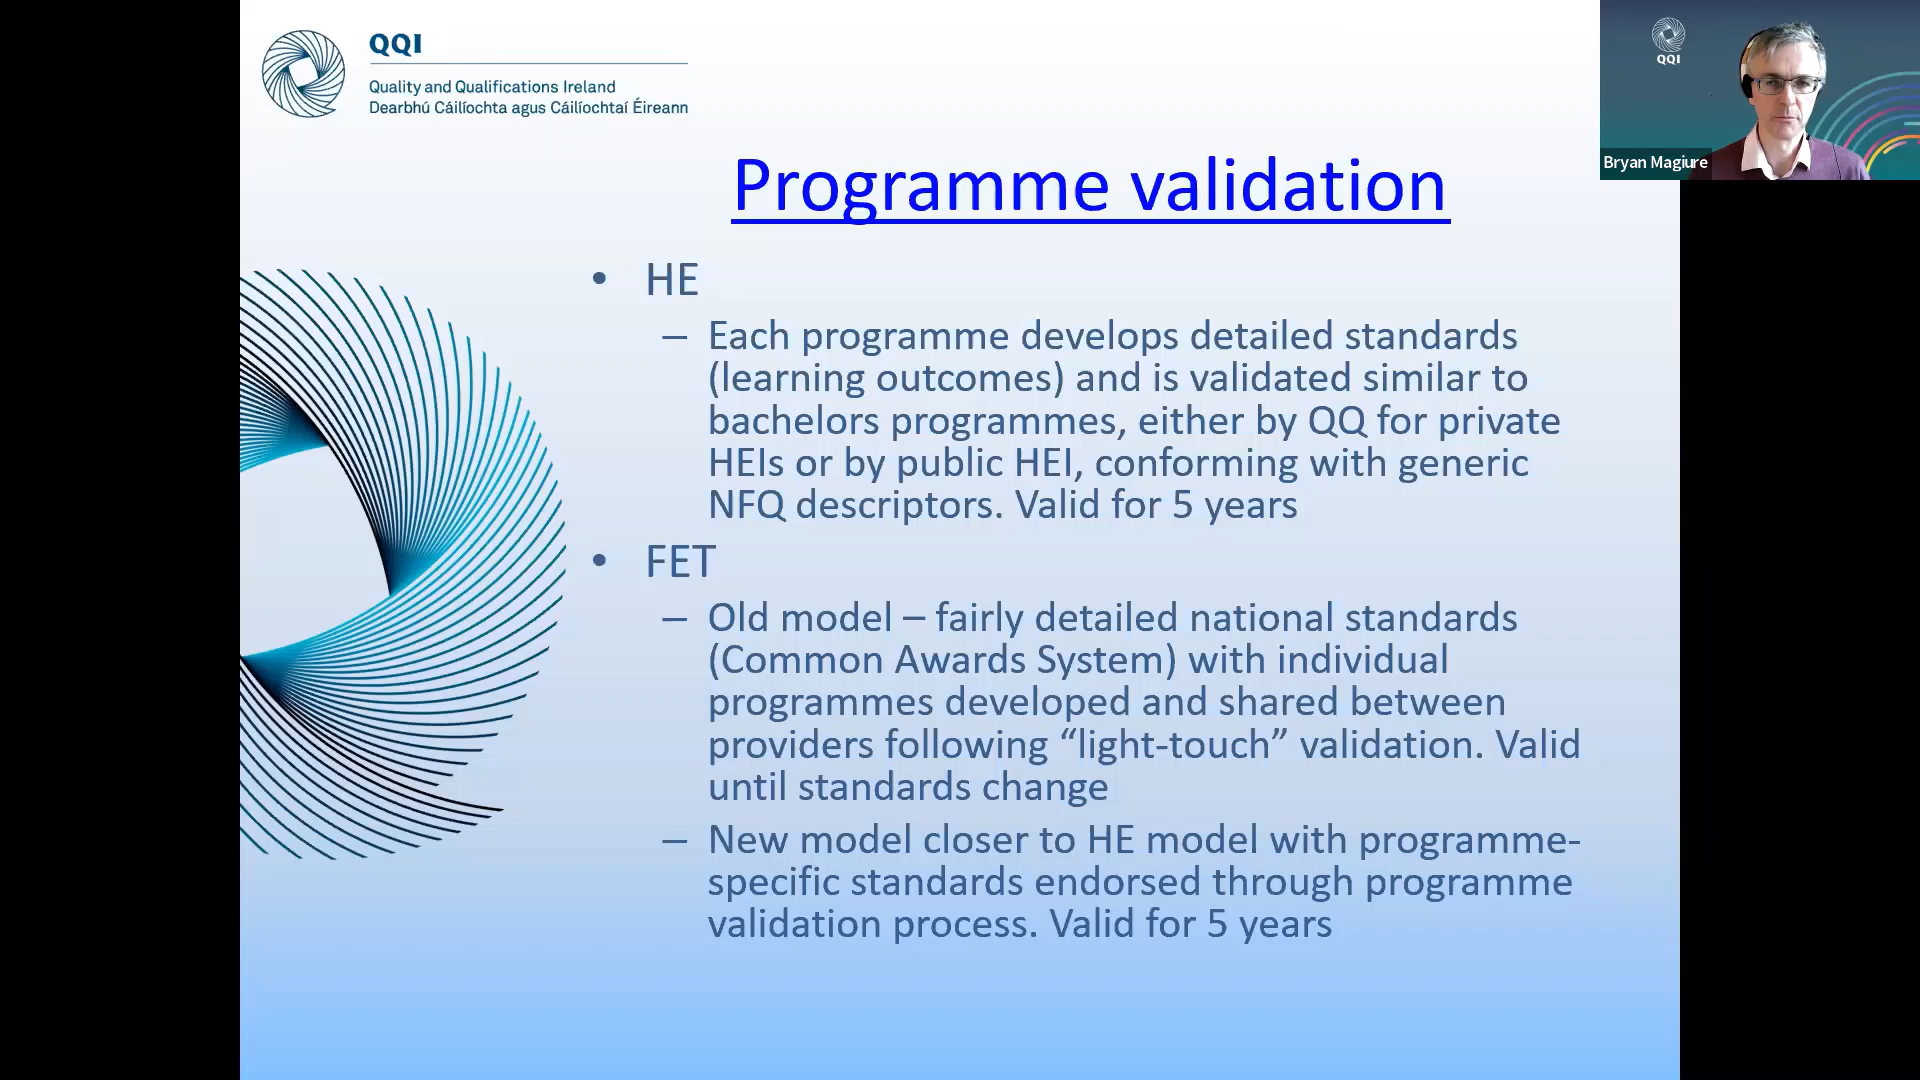 QQI
Quality and Qualifications Ireland
Dearbhú Cáilíochta agus Cáilíochtaí Éireann
QQI
Bryan Magiure
Programme validation
• HE
– Each programme develops detailed standards
(learning outcomes) and is validated similar to
bachelors programmes, either by QQ for private
HEIs or by public HEI, conforming with generic
NFQ descriptors. Valid for 5 years
• FET
– Old model – fairly detailed national standards
(Common Awards System) with individual
programmes developed and shared between
providers following “light-touch” validation. Valid
until standards change
– New model closer to HE model with programme-
specific standards endorsed through programme
validation process. Valid for 5 years